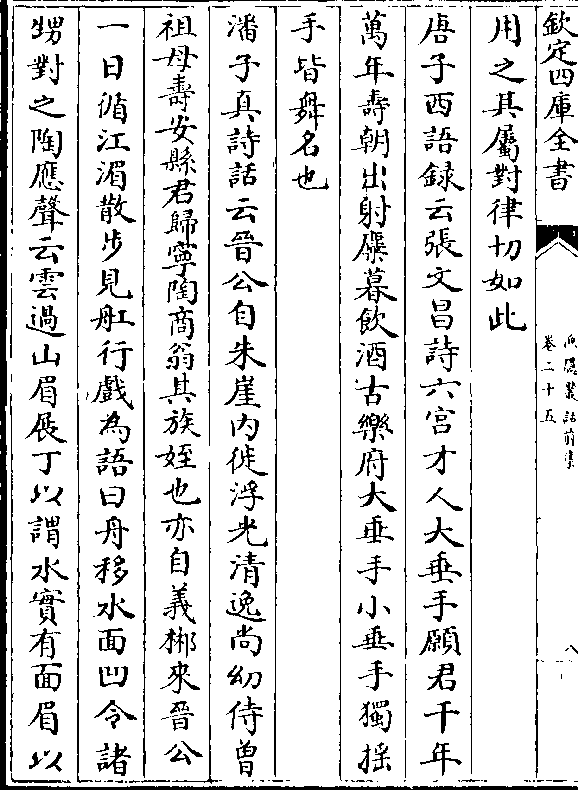 欽定四庫全書
漁隱叢話前集
卷二十五
八
用之其屬對律切如此
唐子西語録云張文昌詩六宮才人大垂手願君千年
萬年壽朝出射麋暮飲酒古樂府大垂手小垂手獨揺
手皆舞名也
潘子真詩話云晉公自朱崖内徙浮光清逸尚幼侍曾
祖母壽安縣君歸寧陶商翁其族姪也亦自義郴來晉公
一日循江湄散步見舡行戲為語曰舟移水面凹令諸
甥對之陶應聲云雲過山眉展丁以謂水實有面眉以